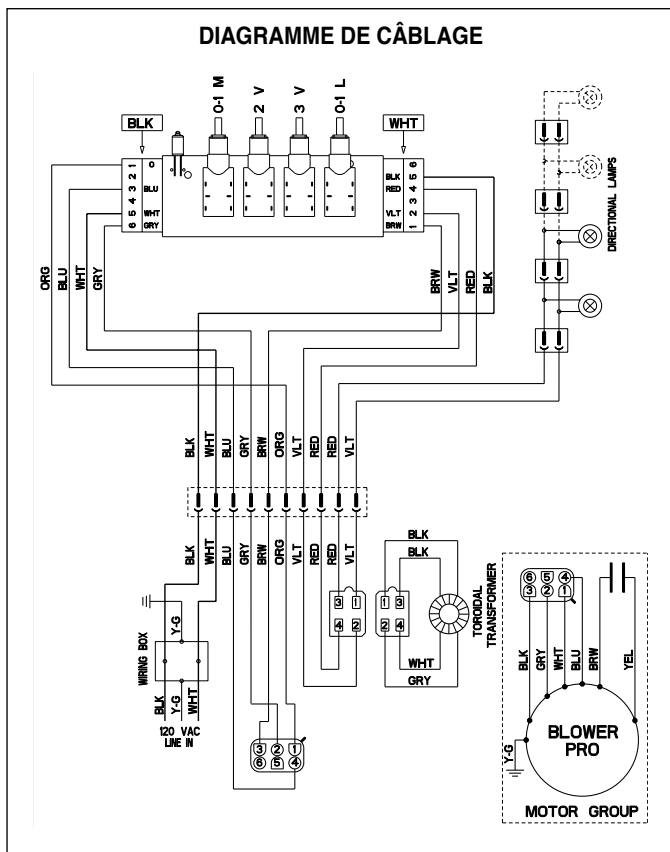 DIAGRAMME DE CÂBLAGE
0-1 M
2 V
3 V
0-1 L
BLK
WHT
1 O
2
3 BLU
4
5 WHT
6 GRY
6
BLK 5
RED 4
3
VLT 2
BRW 1
DIRECTIONAL LAMPS
ORG
BLU
WHT
GRY
BRW
VLT
RED
BLK
BLK
WHT
BLU
GRY
BRW
ORG
VLT
RED
RED
VLT
BLK
WHT
BLU
GRY
BRW
ORG
VLT
RED
RED
VLT
Y-G
WIRING BOX
BLK
Y-G
WHT
120 VAC
LINE IN
3 2 1
6 5 4
3 1
4 2
1 3
2 4
BLK
BLK
WHT
GRY
TOROIDAL
TRANSFORMER
6 5 4
3 2 1
BLK
GRY
WHT
BLU
BRW
YEL
Y-G
BLOWER
PRO
MOTOR GROUP